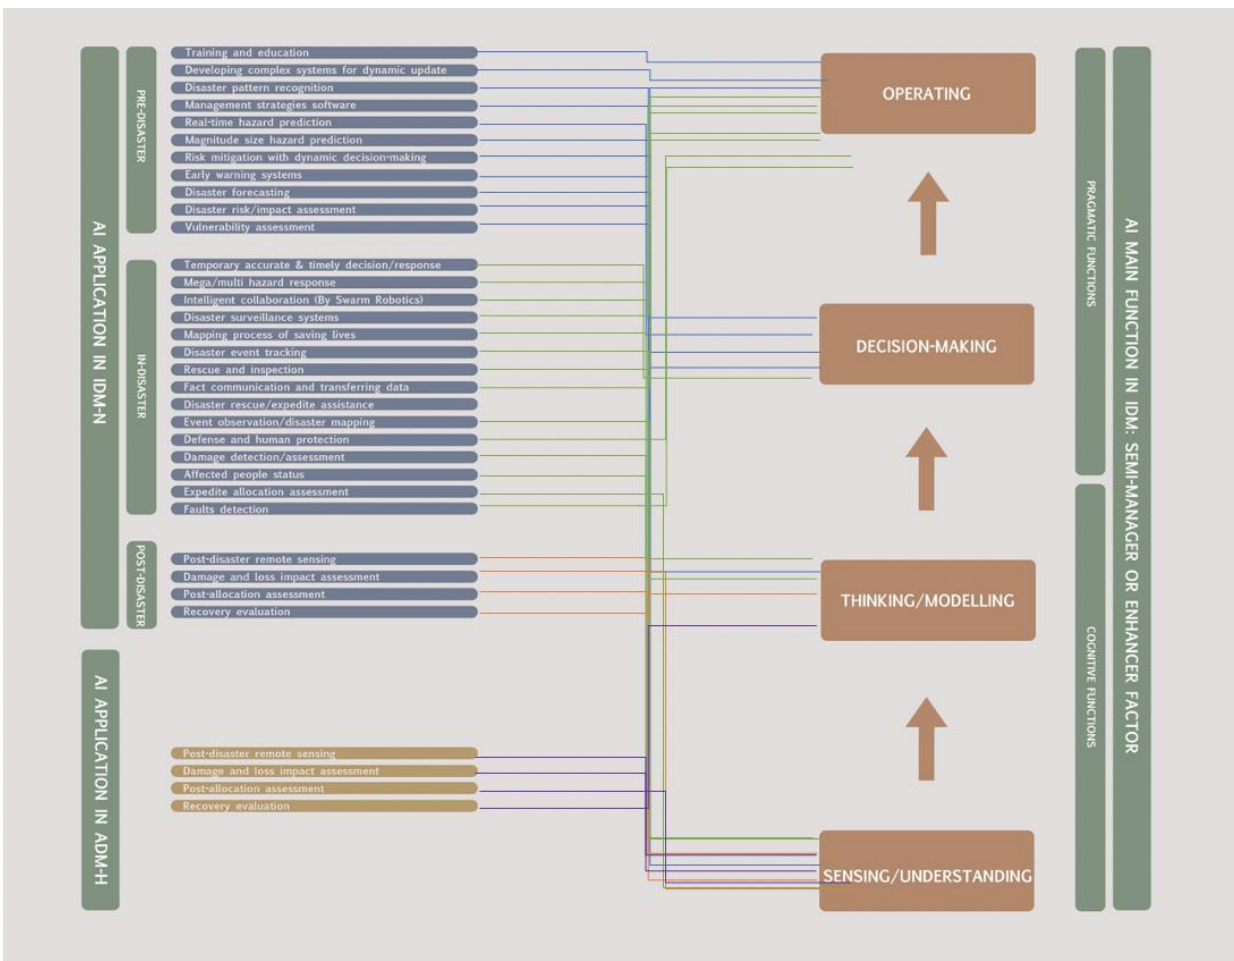 AI APPLICATION IN IDM-N
PRE-DISASTER
Training and education
Developing complex systems for dynamic update
Disaster pattern recognition
Management strategies software
Real-time hazard prediction
Magnitude size hazard prediction
Risk mitigation with dynamic decision-making
Early warning systems
Disaster forecasting
Disaster risk/impact assessment
Vulnerability assessment
IN-DISASTER
Temporary accurate & timely decision/response
Mega/multi hazard response
Intelligent collaboration (By Swarm Robotics)
Disaster surveillance systems
Mapping process of saving lives
Disaster event tracking
Rescue and inspection
Fact communication and transferring data
Disaster rescue/expedite assistance
Event observation/disaster mapping
Defense and human protection
Damage detection/assessment
Affected people status
Expedite allocation assessment
Faults detection
POST-DISASTER
Post-disaster remote sensing
Damage and loss impact assessment
Post-allocation assessment
Recovery evaluation
AI APPLICATION IN ADM-H
Post-disaster remote sensing
Damage and loss impact assessment
Post-allocation assessment
Recovery evaluation
OPERATING
DECISION-MAKING
THINKING/MODELLING
SENSING/UNDERSTANDING
PRAGMATIC FUNCTIONS
COGNITIVE FUNCTIONS
AI MAIN FUNCTION IN IDM: SEMI-MANAGER OR ENHANCER FACTOR